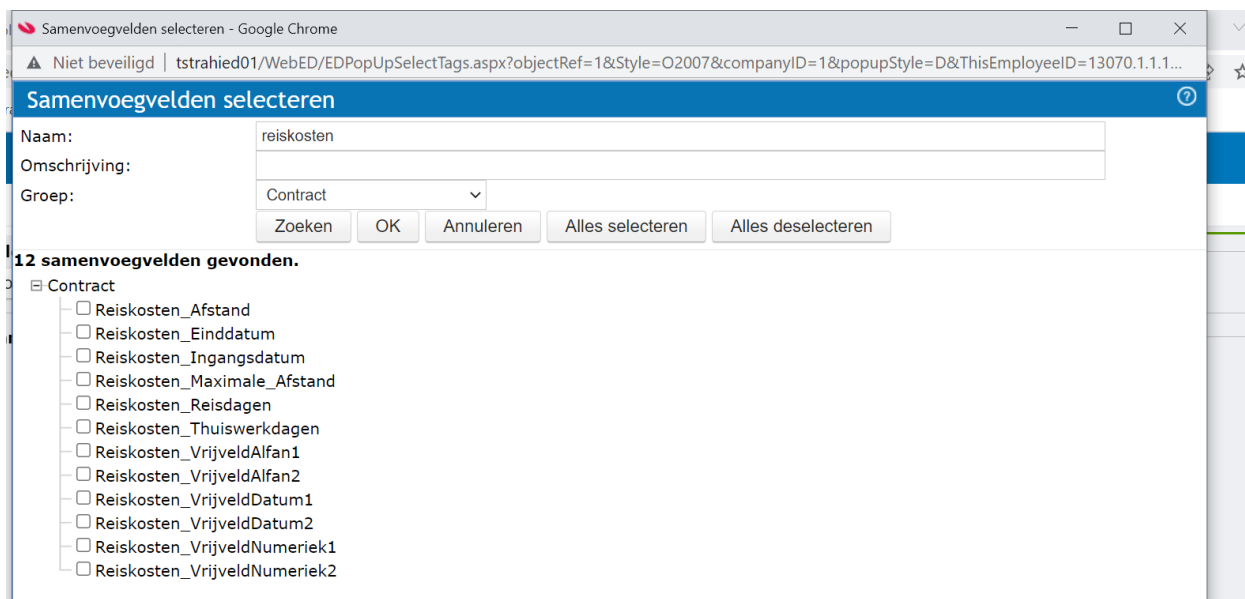 Samenvoegvelden selecteren - Google Chrome
Niet beveiligd | tstrahied01/WebED/EDPopUpSelectTags.aspx?objectRef=1&Style=O2007&companyID=1&popupStyle=D&ThisEmployeeID=13070.1.1.1...
Samenvoegvelden selecteren
Naam: reiskosten
Omschrijving:
Groep: Contract
Zoeken OK Annuleren Alles selecteren Alles deselecteren
12 samenvoegvelden gevonden.
Contract
Reiskosten_Afstand
Reiskosten_Einddatum
Reiskosten_Ingangsdatum
Reiskosten_Maximale_Afstand
Reiskosten_Reisdagen
Reiskosten_Thuiswerkdagen
Reiskosten_VrijveldAlfan1
Reiskosten_VrijveldAlfan2
Reiskosten_VrijveldDatum1
Reiskosten_VrijveldDatum2
Reiskosten_VrijveldNumeriek1
Reiskosten_VrijveldNumeriek2